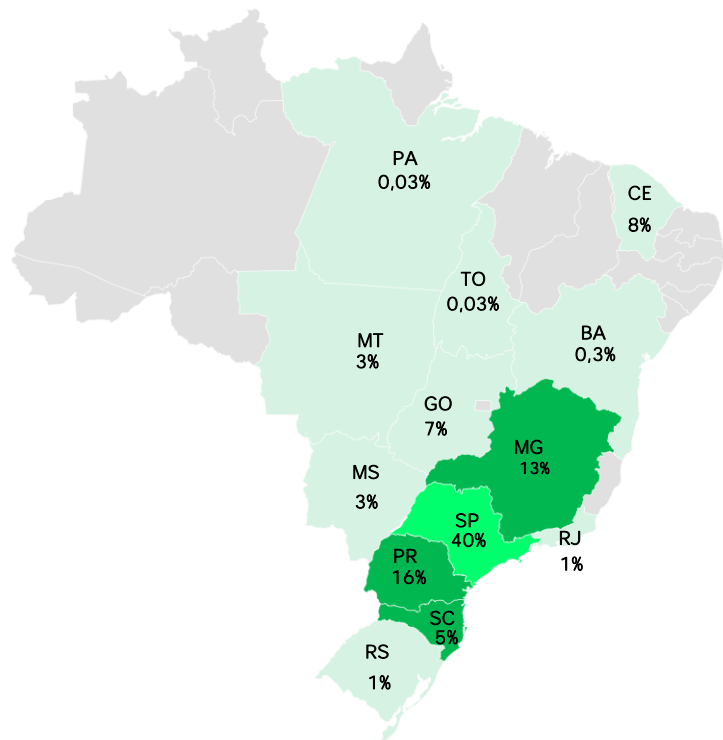 PA
0,03%
CE
8%
TO
0,03%
MT
3%
BA
0,3%
GO
7%
MG
13%
MS
3%
SP
40%
RJ
1%
PR
16%
SC
5%
RS
1%